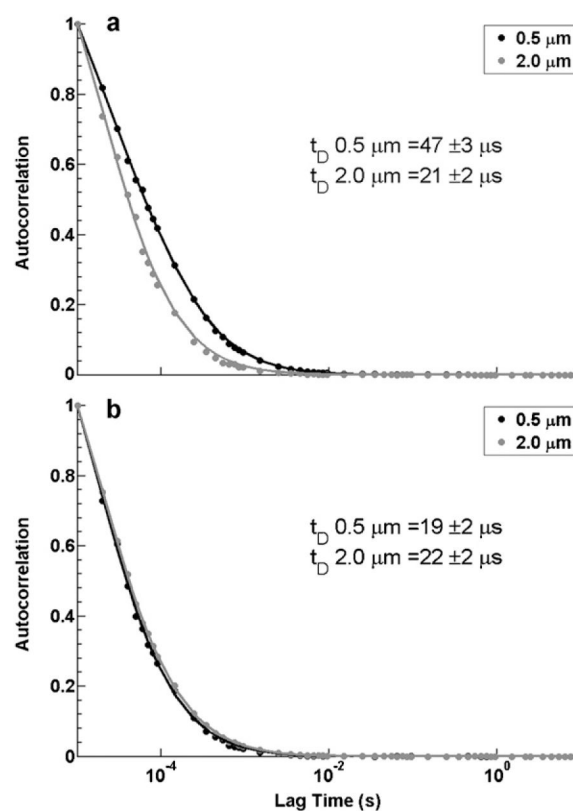 a
0.5 μm
2.0 μm
t_D 0.5 μm =47 ±3 μs
t_D 2.0 μm =21 ±2 μs
Autocorrelation
1
0.8
0.6
0.4
0.2
0
b
0.5 μm
2.0 μm
t_D 0.5 μm =19 ±2 μs
t_D 2.0 μm =22 ±2 μs
Autocorrelation
1
0.8
0.6
0.4
0.2
0
10⁻⁴ 10⁻² 10⁰
Lag Time (s)